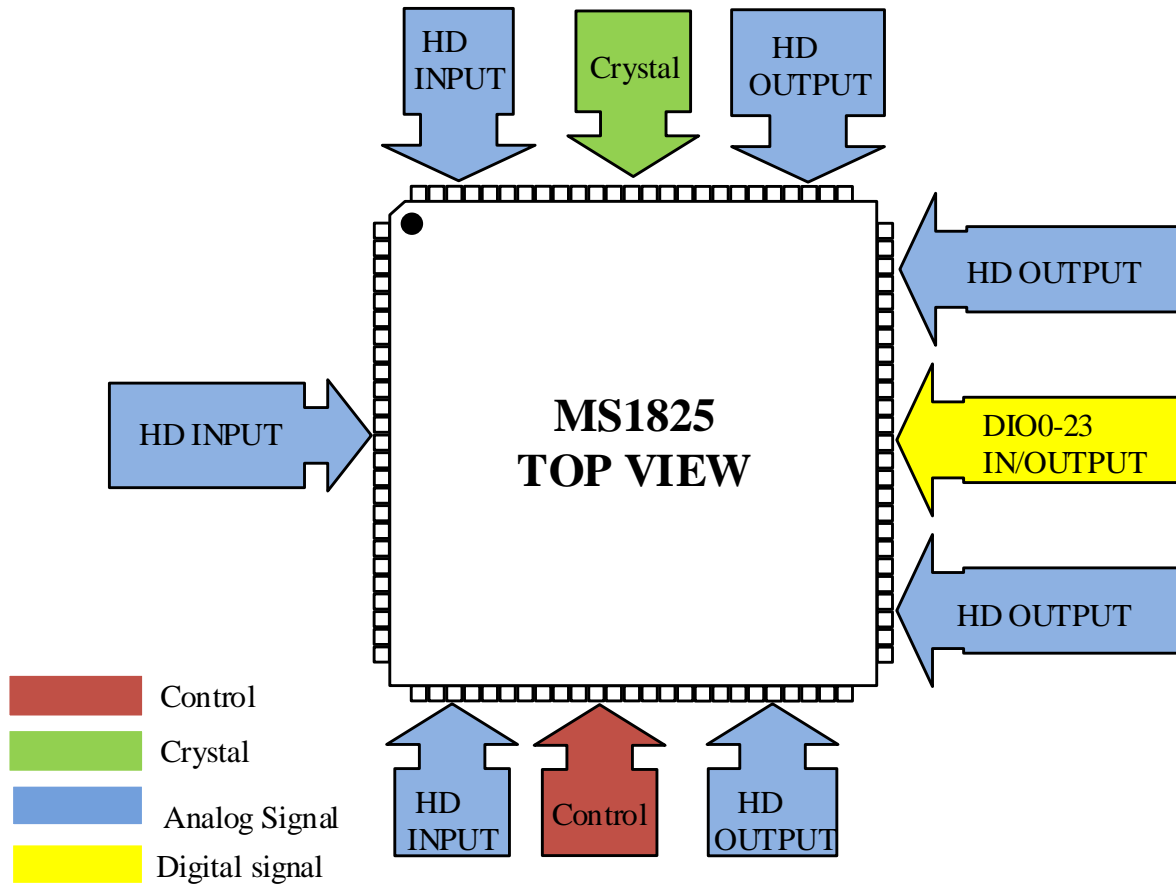 HD
INPUT
Crystal
HD
OUTPUT
HD OUTPUT
HD INPUT
MS1825
TOP VIEW
DIO0-23
IN/OUTPUT
HD OUTPUT
Control
Crystal
Analog Signal
Digital signal
HD
INPUT
Control
HD
OUTPUT